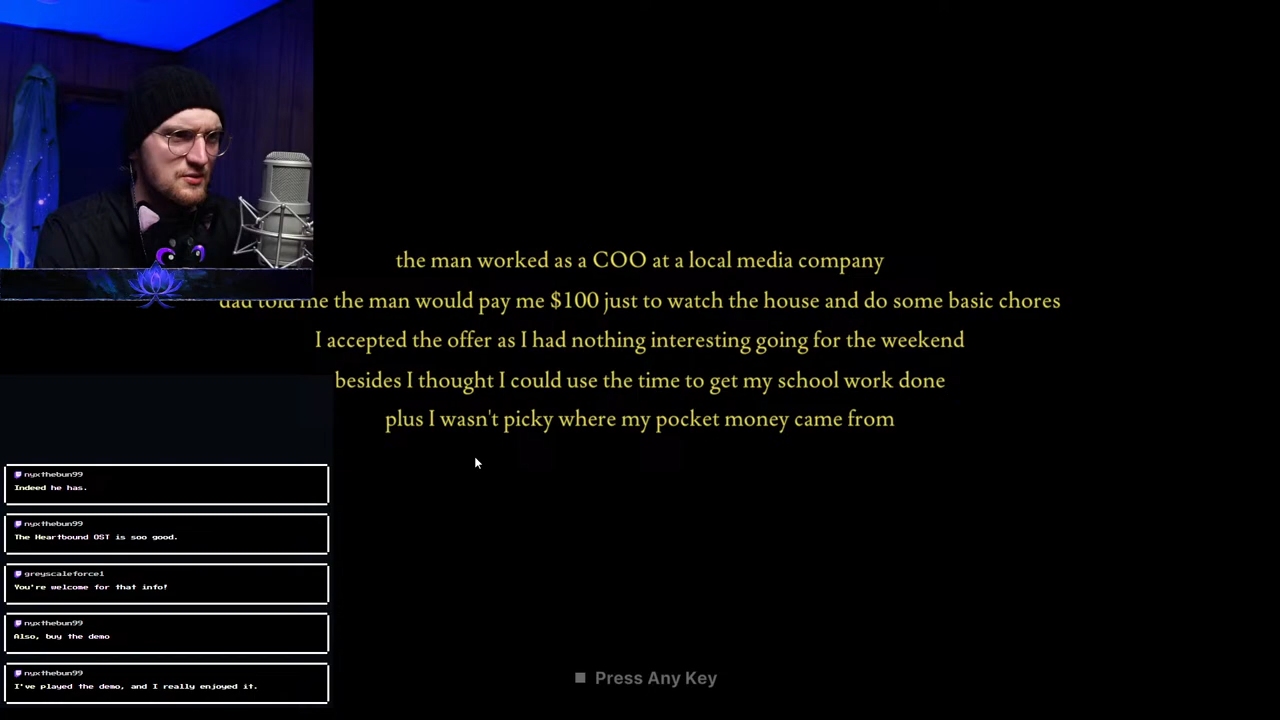 the man worked as a COO at a local media company
dad told me the man would pay me $100 just to watch the house and do some basic chores
I accepted the offer as I had nothing interesting going for the weekend
besides I thought I could use the time to get my school work done
plus I wasn't picky where my pocket money came from
nyxthebun99
Indeed he has.
nyxthebun99
The Heartbound OST is soo good.
greyscaleforce1
You're welcome for that info!
nyxthebun99
Also, buy the demo
nyxthebun99
I've played the demo, and I really enjoyed it.
Press Any Key